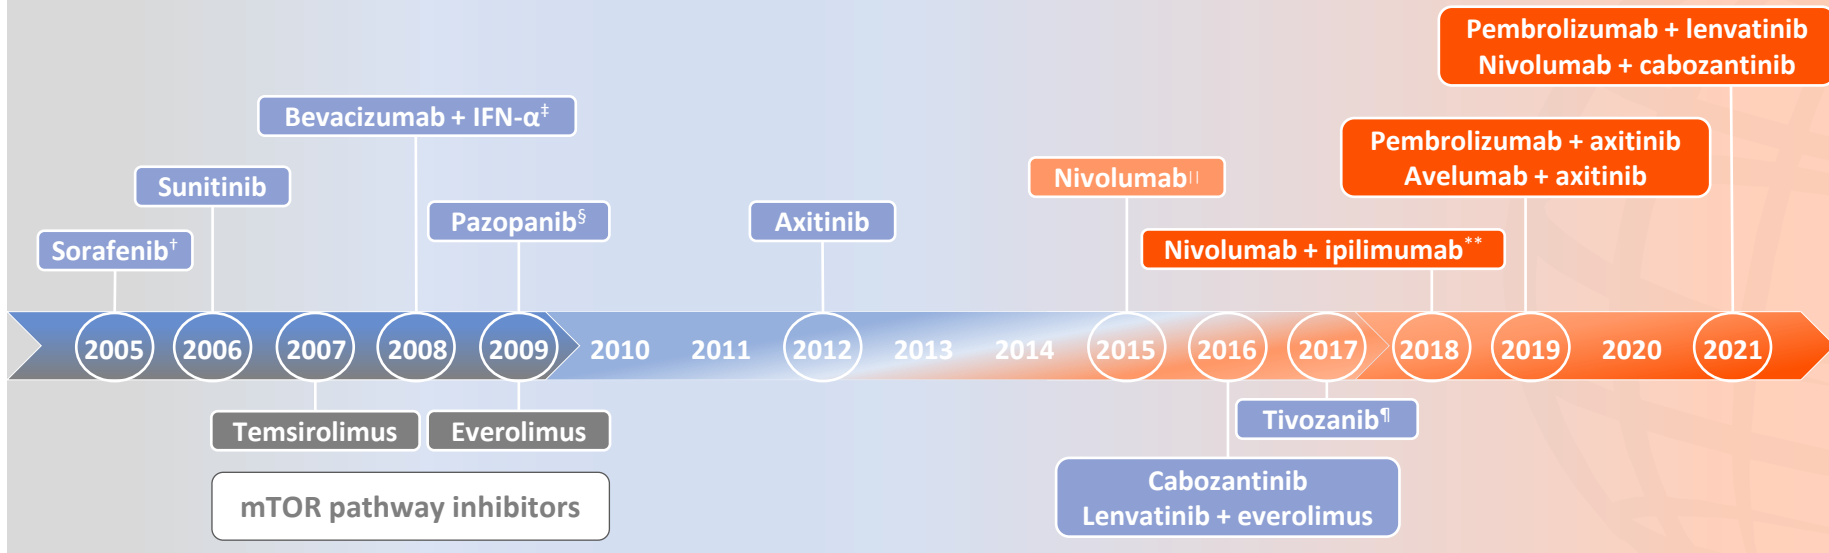 Pembrolizumab + lenvatinib
Nivolumab + cabozantinib
Bevacizumab + IFN-α‡
Pembrolizumab + axitinib
Avelumab + axitinib
Sunitinib
Nivolumab||
Pazopanib§
Axitinib
Sorafenib†
Nivolumab + ipilimumab**
2005 2006 2007 2008 2009 2010 2011 2012 2013 2014 2015 2016 2017 2018 2019 2020 2021
Temsirolimus
Everolimus
Tivozanib¶
mTOR pathway inhibitors
Cabozantinib
Lenvatinib + everolimus